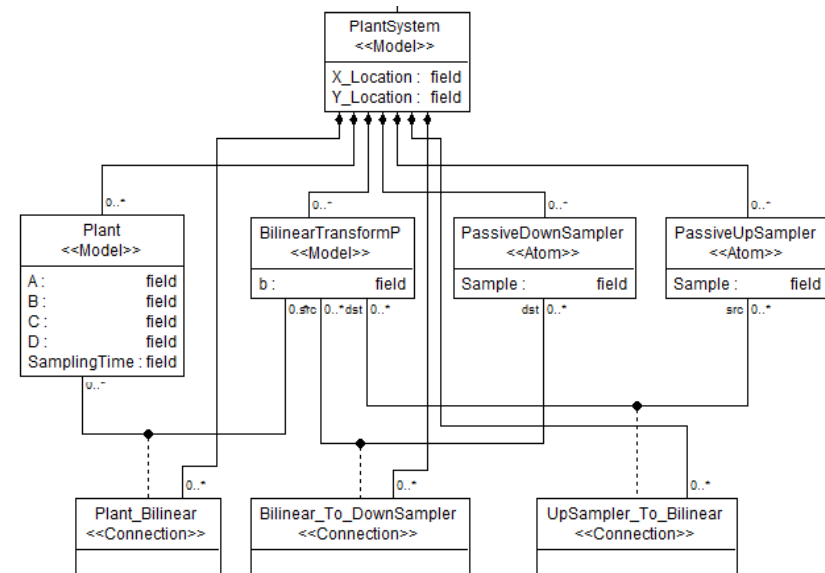 PlantSystem
<<Model>>
X_Location : field
Y_Location : field
0..*
0..*
0..*
0..*
Plant
<<Model>>
A : field
B : field
C : field
D : field
SamplingTime : field
BilinearTransformP
<<Model>>
b : field
PassiveDownSampler
<<Atom>>
Sample : field
PassiveUpSampler
<<Atom>>
Sample : field
src 0..* dst 0..*
dst 0..*
src 0..*
0..*
0..*
0..*
0..*
Plant_Bilinear
<<Connection>>
Bilinear_To_DownSampler
<<Connection>>
UpSampler_To_Bilinear
<<Connection>>